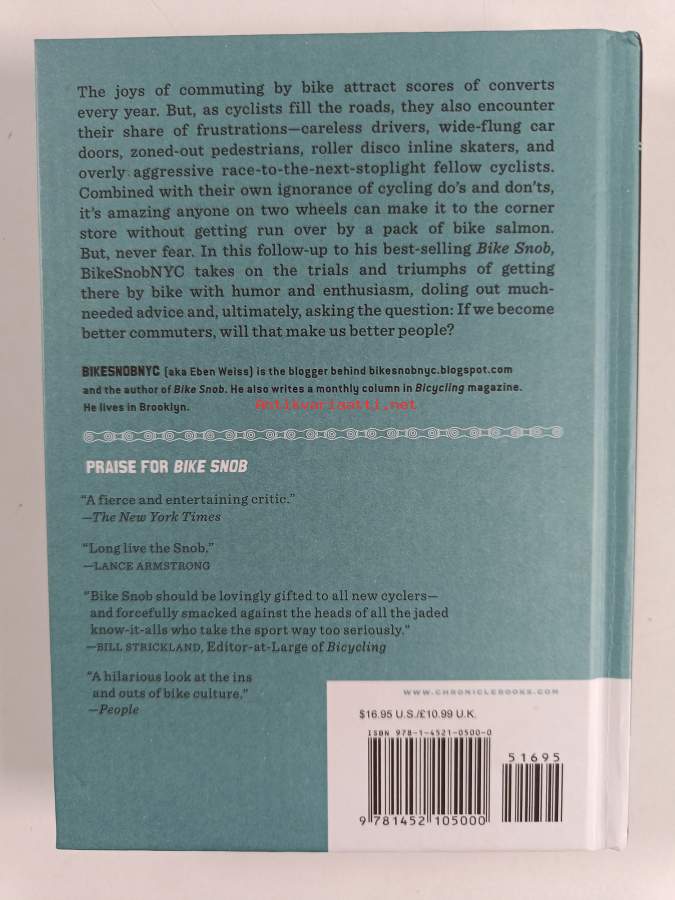 The joys of commuting by bike attract scores of converts
every year. But, as cyclists fill the roads, they also encounter
their share of frustrations—careless drivers, wide-flung car
doors, zoned-out pedestrians, roller disco inline skaters, and
overly aggressive race-to-the-next-stoplight fellow cyclists.
Combined with their own ignorance of cycling do's and don'ts,
it's amazing anyone on two wheels can make it to the corner
store without getting run over by a pack of bike salmon.
But, never fear. In this follow-up to his best-selling Bike Snob,
BikeSnobNYC takes on the trials and triumphs of getting
there by bike with humor and enthusiasm, doling out much-
needed advice and, ultimately, asking the question: If we become
better commuters, will that make us better people?
BIKESNOBNYC (aka Eben Weiss) is the blogger behind bikesnobnyc.blogspot.com
and the author of Bike Snob. He also writes a monthly column in Bicycling magazine.
He lives in Brooklyn.
Antikvariaatti.net
PRAISE FOR BIKE SNOB
"A fierce and entertaining critic."
—The New York Times
"Long live the Snob."
—LANCE ARMSTRONG
"Bike Snob should be lovingly gifted to all new cyclers—
and forcefully smacked against the heads of all the jaded
know-it-alls who take the sport way too seriously."
—BILL STRICKLAND, Editor-at-Large of Bicycling
"A hilarious look at the ins
and outs of bike culture."
—People
WWW.CHRONICLEBOOKS.COM
$16.95 U.S./£10.99 U.K.
ISBN 978-1-4521-0500-0
51695
9 781452 105000